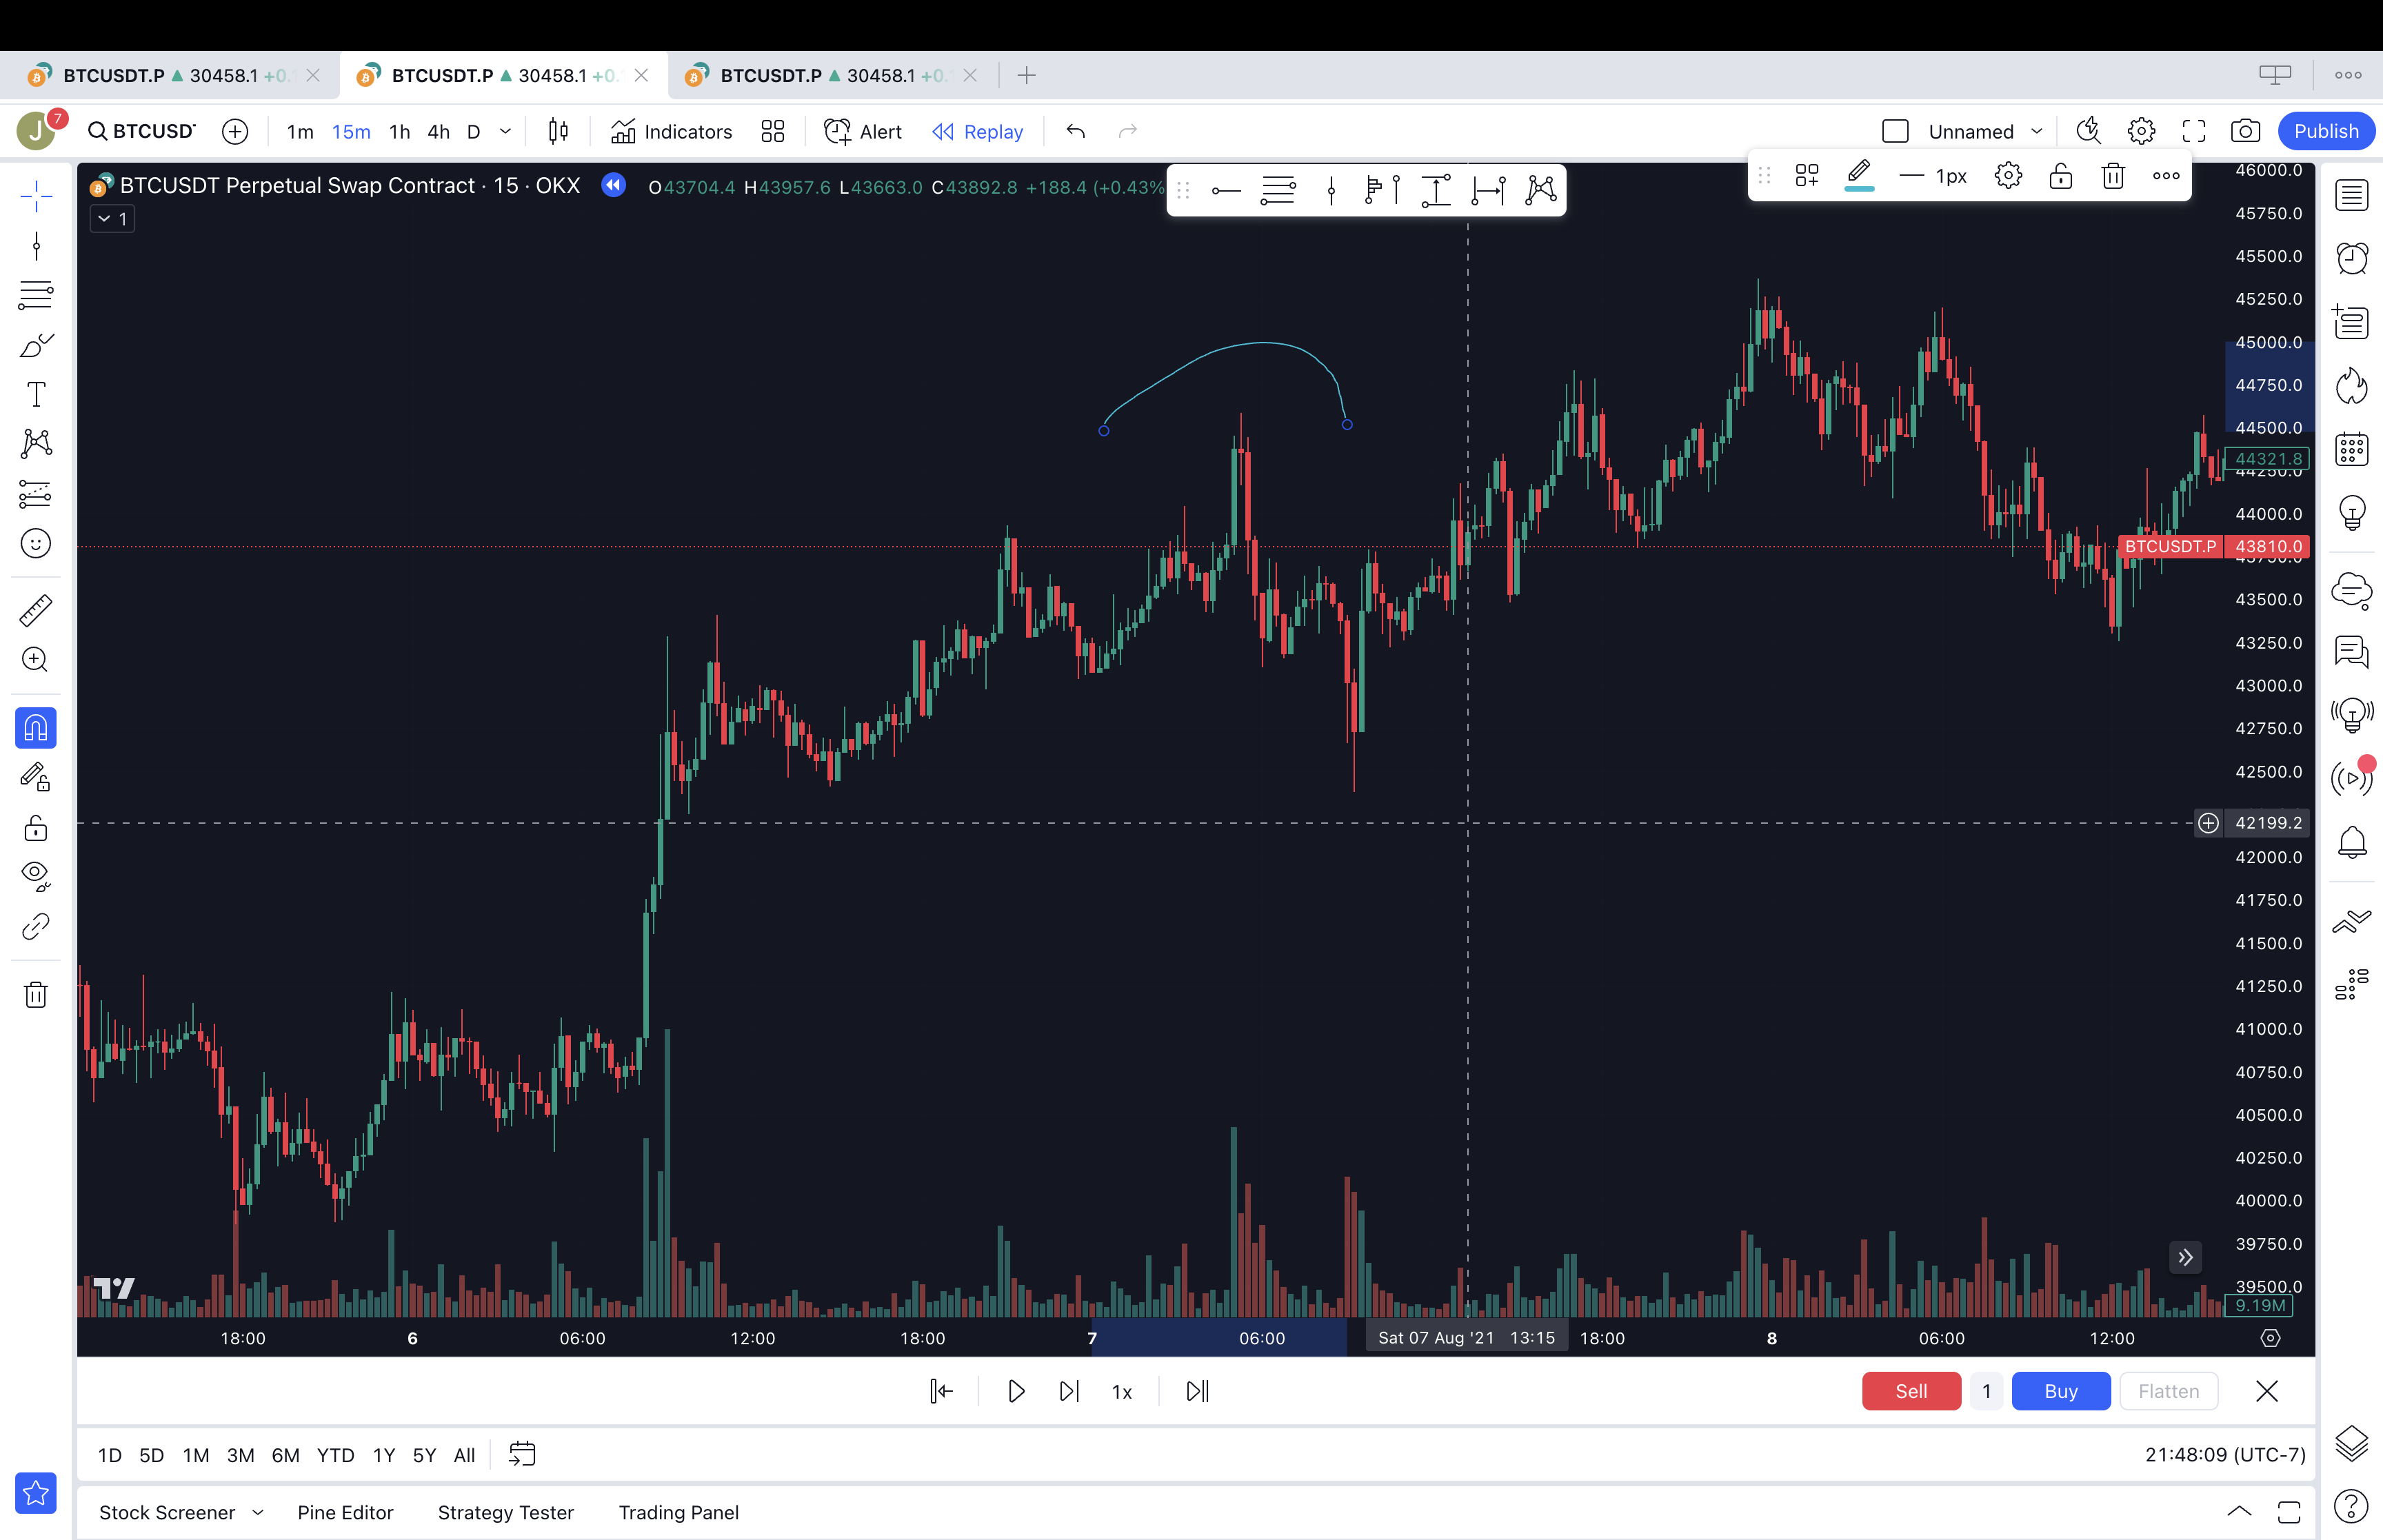 BTCUSDT.P 30458.1 +0.
BTCUSDT.P 30458.1 +0.
BTCUSDT.P 30458.1 +0.
J 7
BTCUSDT
1m 15m 1h 4h D
Indicators
Alert
Replay
Unnamed
Publish
BTCUSDT Perpetual Swap Contract · 15 · OKX
O43704.4 H43957.6 L43663.0 C43892.8 +188.4 (+0.43%
1px
1
46000.0
45750.0
45500.0
45250.0
45000.0
44750.0
44500.0
44321.8
44250.0
44000.0
BTCUSDT.P 43810.0
43750.0
43500.0
43250.0
43000.0
42750.0
42500.0
42199.2
42000.0
41750.0
41500.0
41250.0
41000.0
40750.0
40500.0
40250.0
40000.0
39750.0
39500.0
9.19M
18:00 6 06:00 12:00 18:00 7 06:00 Sat 07 Aug '21 13:15 18:00 8 06:00 12:00
1x
Sell 1 Buy Flatten
1D 5D 1M 3M 6M YTD 1Y 5Y All
21:48:09 (UTC-7)
Stock Screener Pine Editor Strategy Tester Trading Panel